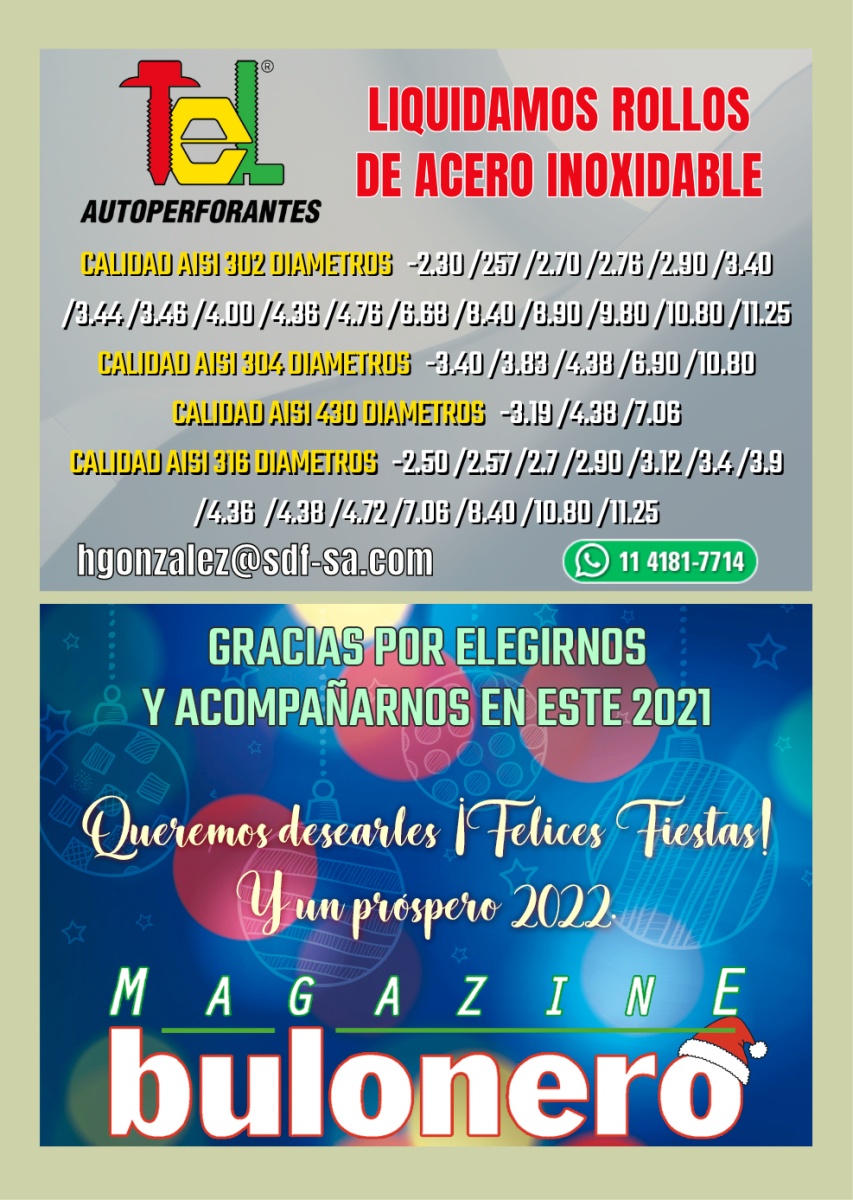 TeL®
AUTOPERFORANTES
LIQUIDAMOS ROLLOS
DE ACERO INOXIDABLE
CALIDAD AISI 302 DIAMETROS -2.30 /257 /2.70 /2.76 /2.90 /3.40
/3.44 /3.46 /4.00 /4.36 /4.76 /6.68 /8.40 /8.90 /9.80 /10.80 /11.25
CALIDAD AISI 304 DIAMETROS -3.40 /3.83 /4.38 /6.90 /10.80
CALIDAD AISI 430 DIAMETROS -3.19 /4.38 /7.06
CALIDAD AISI 316 DIAMETROS -2.50 /2.57 /2.7 /2.90 /3.12 /3.4 /3.9
/4.36 /4.38 /4.72 /7.06 /8.40 /10.80 /11.25
hgonzalez@sdf-sa.com
11 4181-7714
GRACIAS POR ELEGIRNOS
Y ACOMPAÑARNOS EN ESTE 2021
Queremos desearles ¡Felices Fiestas!
Y un próspero 2022.
MAGAZINE
bulonero